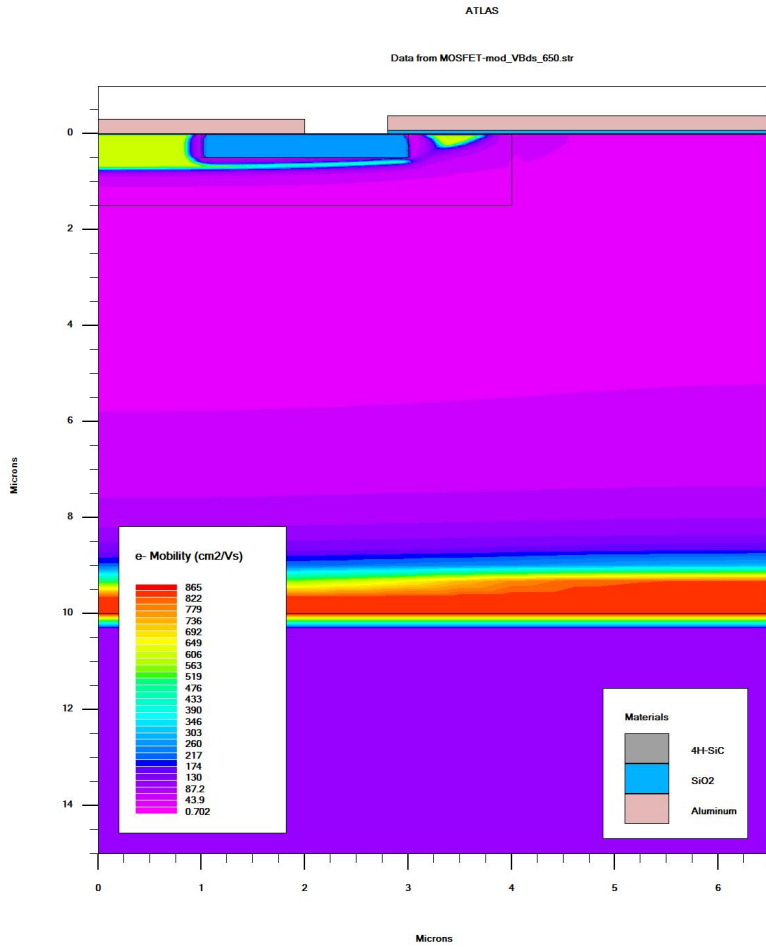 ATLAS
Data from MOSFET-mod_VBds_650.str
Microns
0
2
4
6
8
10
12
14
e- Mobility (cm2/Vs)
865
822
779
736
692
649
606
563
519
476
433
390
346
303
260
217
174
130
87.2
43.9
0.702
Materials
4H-SiC
SiO2
Aluminum
0 1 2 3 4 5 6
Microns